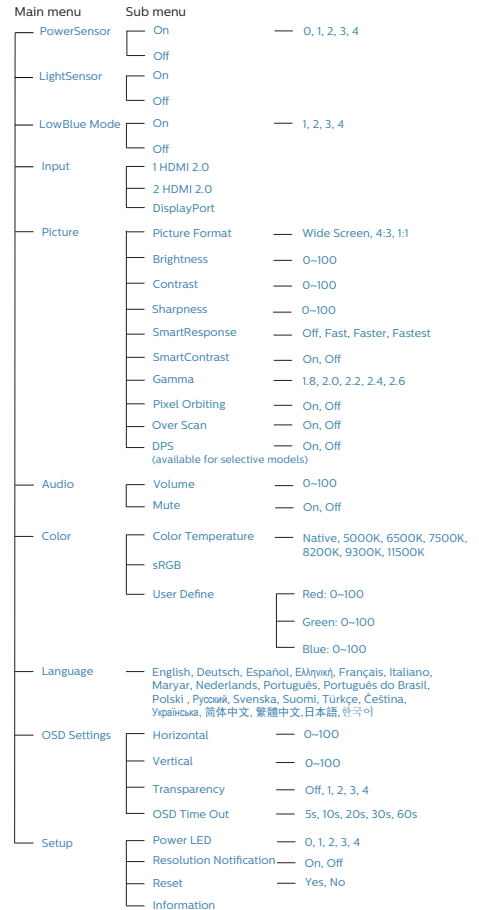 Main menu Sub menu
PowerSensor On 0, 1, 2, 3, 4
Off
LightSensor On
Off
LowBlue Mode On 1, 2, 3, 4
Off
Input 1 HDMI 2.0
2 HDMI 2.0
DisplayPort
Picture Picture Format Wide Screen, 4:3, 1:1
Brightness 0~100
Contrast 0~100
Sharpness 0~100
SmartResponse Off, Fast, Faster, Fastest
SmartContrast On, Off
Gamma 1.8, 2.0, 2.2, 2.4, 2.6
Pixel Orbiting On, Off
Over Scan On, Off
DPS On, Off
(available for selective models)
Audio Volume 0~100
Mute On, Off
Color Color Temperature Native, 5000K, 6500K, 7500K,
8200K, 9300K, 11500K
sRGB
User Define Red: 0~100
Green: 0~100
Blue: 0~100
Language English, Deutsch, Español, Ελληνική, Français, Italiano,
Maryar, Nederlands, Português, Português do Brasil,
Polski , Русский, Svenska, Suomi, Türkçe, Čeština,
Українська, 简体中文, 繁體中文,日本語,한국어
OSD Settings Horizontal 0~100
Vertical 0~100
Transparency Off, 1, 2, 3, 4
OSD Time Out 5s, 10s, 20s, 30s, 60s
Setup Power LED 0, 1, 2, 3, 4
Resolution Notification On, Off
Reset Yes, No
Information